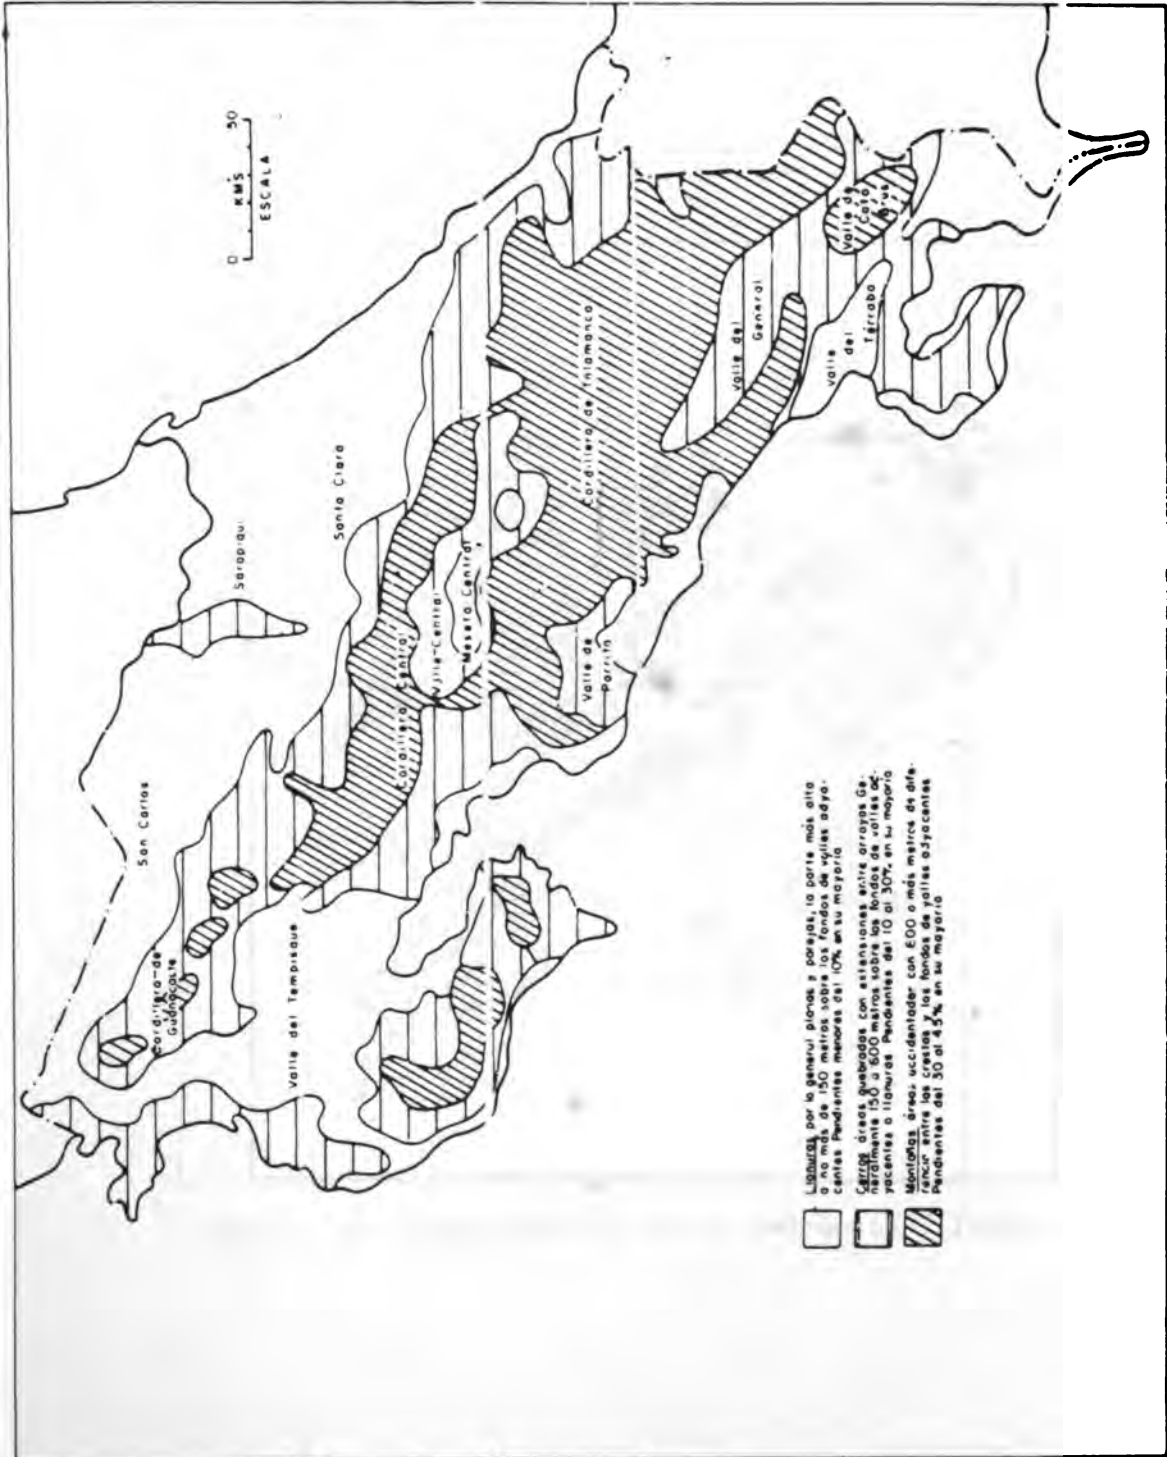 San Carlos
Sarapiquí
Santa Clara
Cordillera de
Guanacaste
Valle del Tempisque
Cordillera Central
Valle Central
Meseta Central
Cordillera de Talamanca
Valle de
Parrita
Valle del
General
Valle del
Térraba
Valle de
Coto
0 KMS 50
ESCALA
Llanuras por lo general planas y parejas, la parte más alta
a no más de 150 metros sobre los fondos de valles adya-
centes Pendientes menores del 10% en su mayoría
Cerros áreas quebradas con extensiones entre arroyos Ge-
neralmente 150 a 600 metros sobre los fondos de valles ad-
yacentes o llanuras Pendientes del 10 al 30% en su mayoría
Montañas áreas accidentadar con 600 o más metros de dife-
rencia entre las crestas y los fondos de valles adyacentes
Pendientes del 30 al 45% en su mayoría